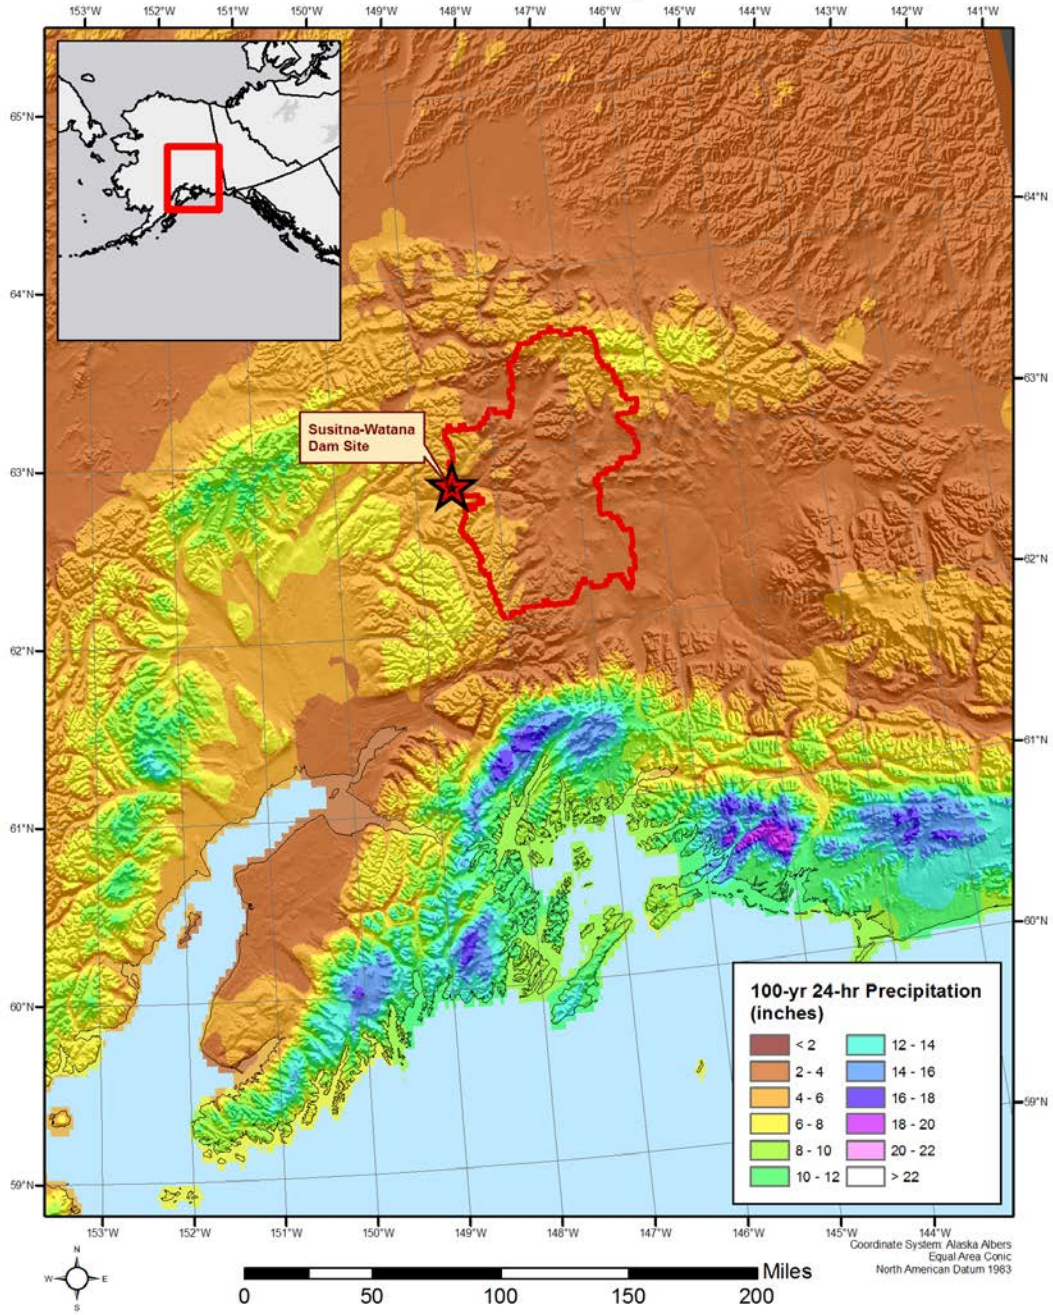 153°W 152°W 151°W 150°W 149°W 148°W 147°W 146°W 145°W 144°W 143°W 142°W 141°W
65°N
64°N
64°N
63°N
Susitna-Watana
Dam Site
63°N
62°N
62°N
61°N
61°N
60°N
60°N
59°N
59°N
100-yr 24-hr Precipitation
(inches)
< 2
2 - 4
4 - 6
6 - 8
8 - 10
10 - 12
12 - 14
14 - 16
16 - 18
18 - 20
20 - 22
> 22
153°W 152°W 151°W 150°W 149°W 148°W 147°W 146°W 145°W 144°W
Coordinate System: Alaska Albers
Equal Area Conic
North American Datum 1983
N
W E
S
Miles
0 50 100 150 200